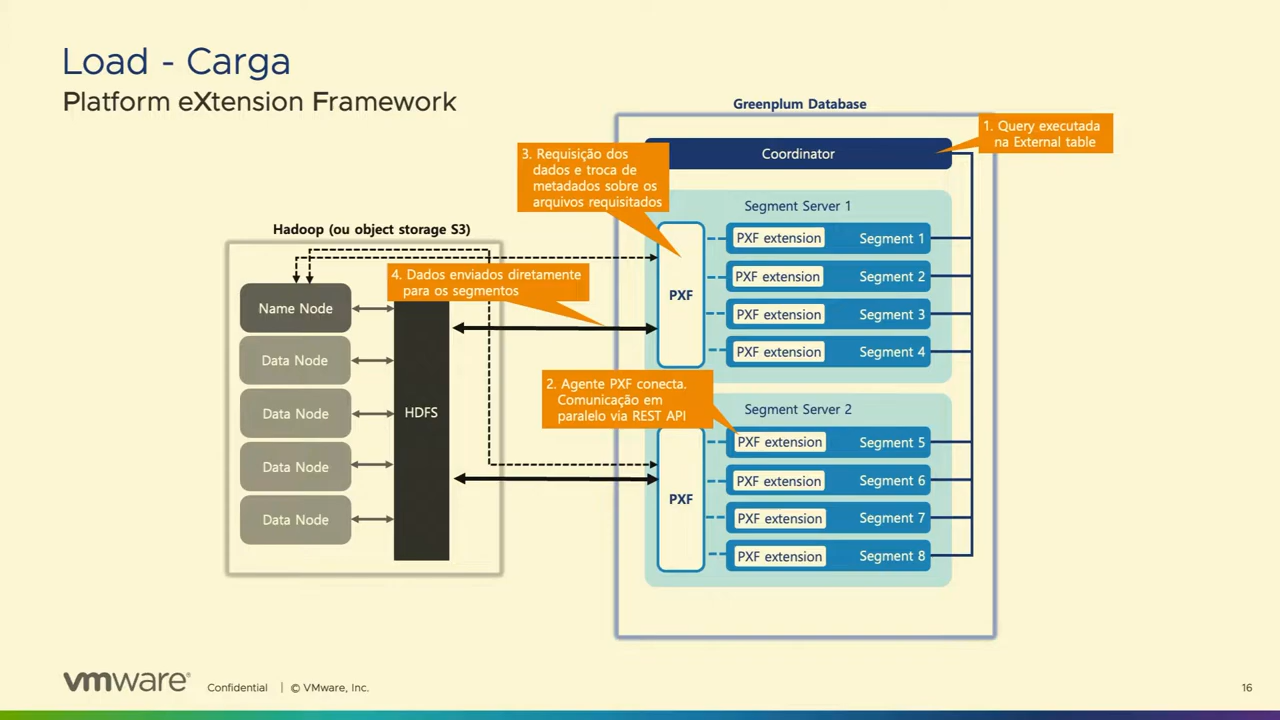 Load - Carga
Platform eXtension Framework
Greenplum Database
1. Query executada
na External table
Coordinator
3. Requisição dos
dados e troca de
metadados sobre os
arquivos requisitados
Segment Server 1
PXF
PXF extension
Segment 1
PXF extension
Segment 2
PXF extension
Segment 3
PXF extension
Segment 4
Hadoop (ou object storage S3)
4. Dados enviados diretamente
para os segmentos
Name Node
Data Node
Data Node
Data Node
Data Node
HDFS
2. Agente PXF conecta.
Comunicação em
paralelo via REST API
Segment Server 2
PXF
PXF extension
Segment 5
PXF extension
Segment 6
PXF extension
Segment 7
PXF extension
Segment 8
vmware®
Confidential | © VMware, Inc.
16